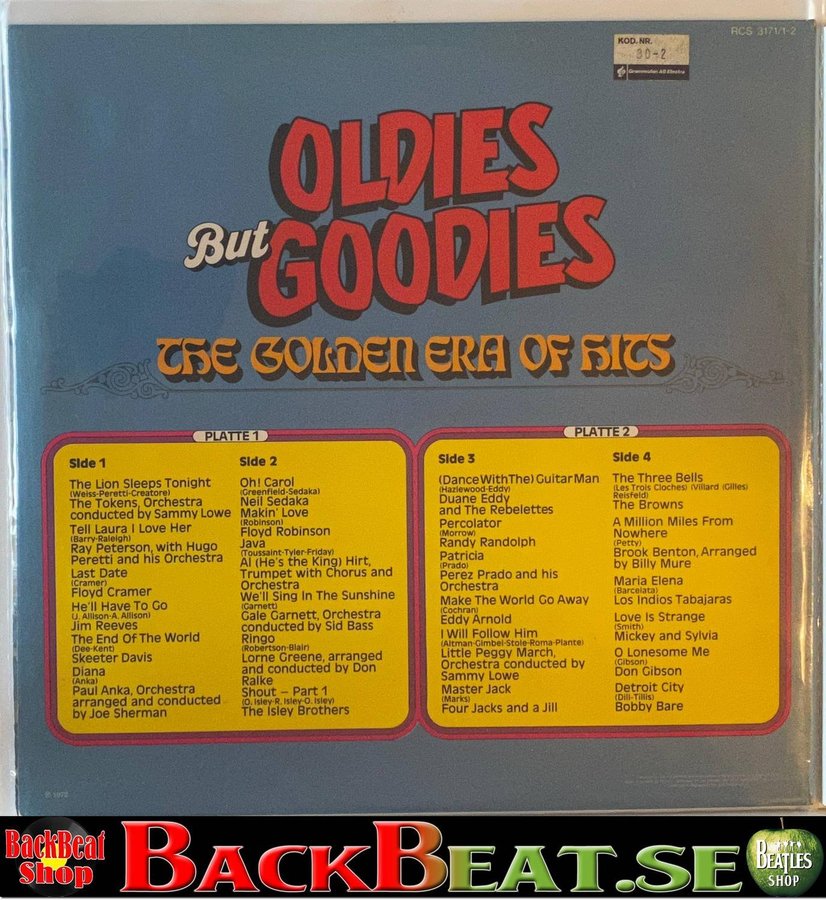 RCS 3171/1-2
KOD. NR.
30-2
Grammofon AB Electra
OLDIES
But GOODIES
THE GOLDEN ERA OF HITS
PLATTE 1
Side 1
The Lion Sleeps Tonight
(Weiss-Peretti-Creatore)
The Tokens, Orchestra
conducted by Sammy Lowe
Tell Laura I Love Her
(Barry-Raleigh)
Ray Peterson, with Hugo
Peretti and his Orchestra
Last Date
(Cramer)
Floyd Cramer
He'll Have To Go
(J. Allison-A. Allison)
Jim Reeves
The End Of The World
(Dee-Kent)
Skeeter Davis
Diana
(Anka)
Paul Anka, Orchestra
arranged and conducted
by Joe Sherman
Side 2
Oh! Carol
(Greenfield-Sedaka)
Neil Sedaka
Makin' Love
(Robinson)
Floyd Robinson
Java
(Toussaint-Tyler-Friday)
Al (He's the King) Hirt,
Trumpet with Chorus and
Orchestra
We'll Sing In The Sunshine
(Garnett)
Gale Garnett, Orchestra
conducted by Sid Bass
Ringo
(Robertson-Blair)
Lorne Greene, arranged
and conducted by Don
Ralke
Shout – Part 1
(O. Isley-R. Isley-O. Isley)
The Isley Brothers
PLATTE 2
Side 3
(Dance With The) Guitar Man
(Hazlewood-Eddy)
Duane Eddy
and The Rebelettes
Percolator
(Morrow)
Randy Randolph
Patricia
(Prado)
Perez Prado and his
Orchestra
Make The World Go Away
(Cochran)
Eddy Arnold
I Will Follow Him
(Altman-Gimbel-Stole-Roma-Plante)
Little Peggy March,
Orchestra conducted by
Sammy Lowe
Master Jack
(Marks)
Four Jacks and a Jill
Side 4
The Three Bells
(Les Trois Cloches) (Villard (Gilles)
Reisfeld)
The Browns
A Million Miles From
Nowhere
(Petty)
Brook Benton, Arranged
by Billy Mure
Maria Elena
(Barcelata)
Los Indios Tabajaras
Love Is Strange
(Smith)
Mickey and Sylvia
O Lonesome Me
(Gibson)
Don Gibson
Detroit City
(Dill-Tillis)
Bobby Bare
℗ 1972
BackBeat
Shop
BACKBEAT.SE
BEATLES
SHOP